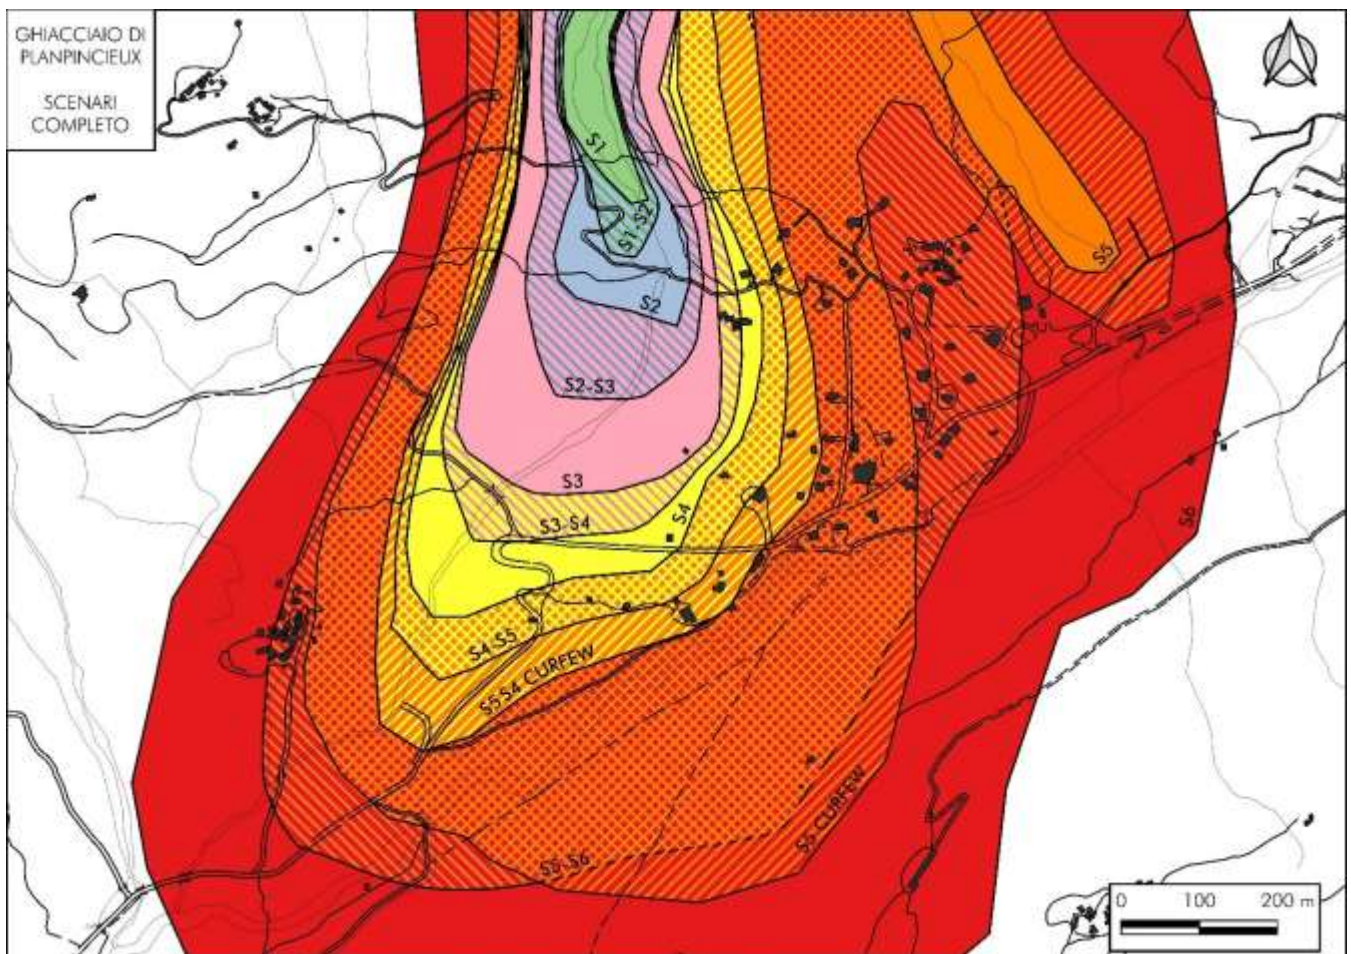 GHIACCIAIO DI
PLANPINCIEUX
SCENARI
COMPLETO
S1
S1-S2
S5
S2
S2-S3
S3
S4
S6
S3-S4
S4-S5
S5-S4 CURFEW
S6 CURFEW
S5-S6
0 100 200 m